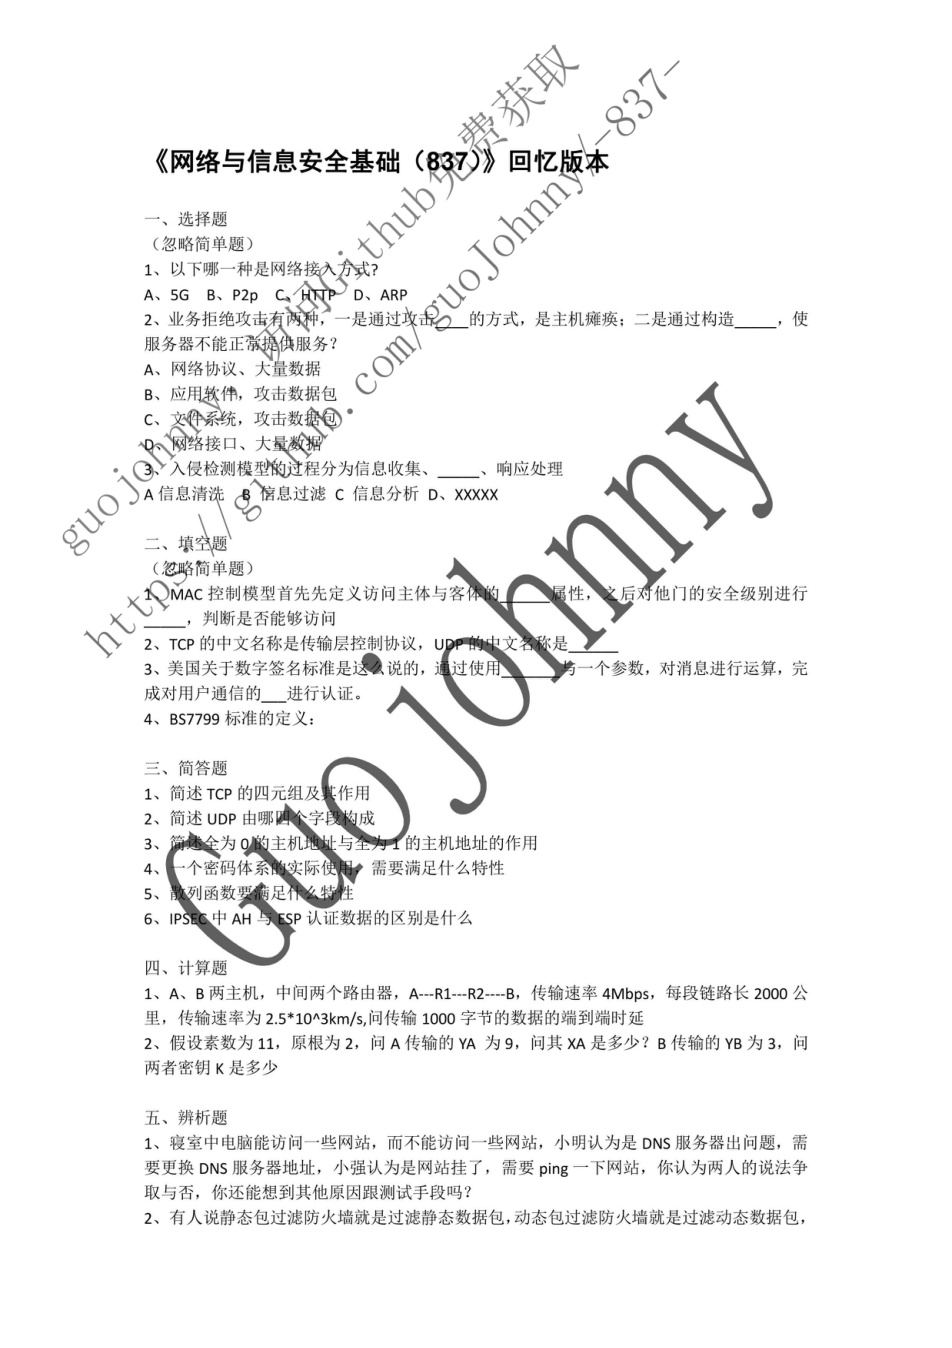 《网络与信息安全基础（837）》回忆版本
一、选择题
（忽略简单题）
1、以下哪一种是网络接入方式?
A、5G B、P2p C、HTTP D、ARP
2、业务拒绝攻击有两种，一是通过攻击____的方式，是主机瘫痪；二是通过构造_____，使
服务器不能正常提供服务？
A、网络协议、大量数据
B、应用软件，攻击数据包
C、文件系统，攻击数据包
D、网络接口、大量数据
3、入侵检测模型的过程分为信息收集、_____、响应处理
A 信息清洗 B 信息过滤 C 信息分析 D、XXXXX
二、填空题
（忽略简单题）
1、MAC 控制模型首先先定义访问主体与客体的______属性，之后对他门的安全级别进行
_____，判断是否能够访问
2、TCP 的中文名称是传输层控制协议，UDP 的中文名称是______
3、美国关于数字签名标准是这么说的，通过使用_______与一个参数，对消息进行运算，完
成对用户通信的___进行认证。
4、BS7799 标准的定义：
三、简答题
1、简述 TCP 的四元组及其作用
2、简述 UDP 由哪四个字段构成
3、简述全为 0 的主机地址与全为 1 的主机地址的作用
4、一个密码体系的实际使用，需要满足什么特性
5、散列函数要满足什么特性
6、IPSEC 中 AH 与 ESP 认证数据的区别是什么
四、计算题
1、A、B 两主机，中间两个路由器，A---R1---R2----B，传输速率 4Mbps，每段链路长 2000 公
里，传输速率为 2.5*10^3km/s,问传输 1000 字节的数据的端到端时延
2、假设素数为 11，原根为 2，问 A 传输的 YA 为 9，问其 XA 是多少？B 传输的 YB 为 3，问
两者密钥 K 是多少
五、辨析题
1、寝室中电脑能访问一些网站，而不能访问一些网站，小明认为是 DNS 服务器出问题，需
要更换 DNS 服务器地址，小强认为是网站挂了，需要 ping 一下网站，你认为两人的说法争
取与否，你还能想到其他原因跟测试手段吗？
2、有人说静态包过滤防火墙就是过滤静态数据包，动态包过滤防火墙就是过滤动态数据包，
guojohnny*访问Github免费获取
https://github.com/guoJohnny/-837-
Guojohnny